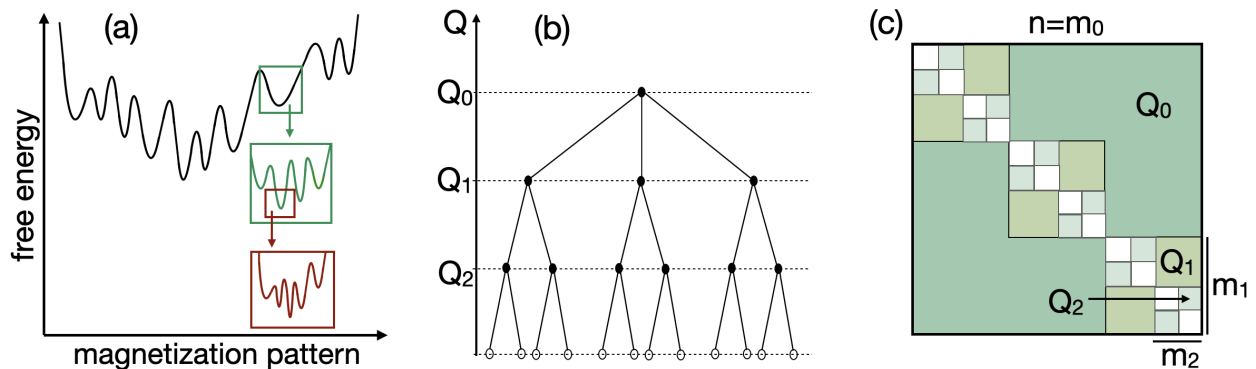 (a)
free energy
magnetization pattern
(b)
Q
Q₀
Q₁
Q₂
(c)
n=m₀
Q₀
Q₁
Q₂
m₁
m₂